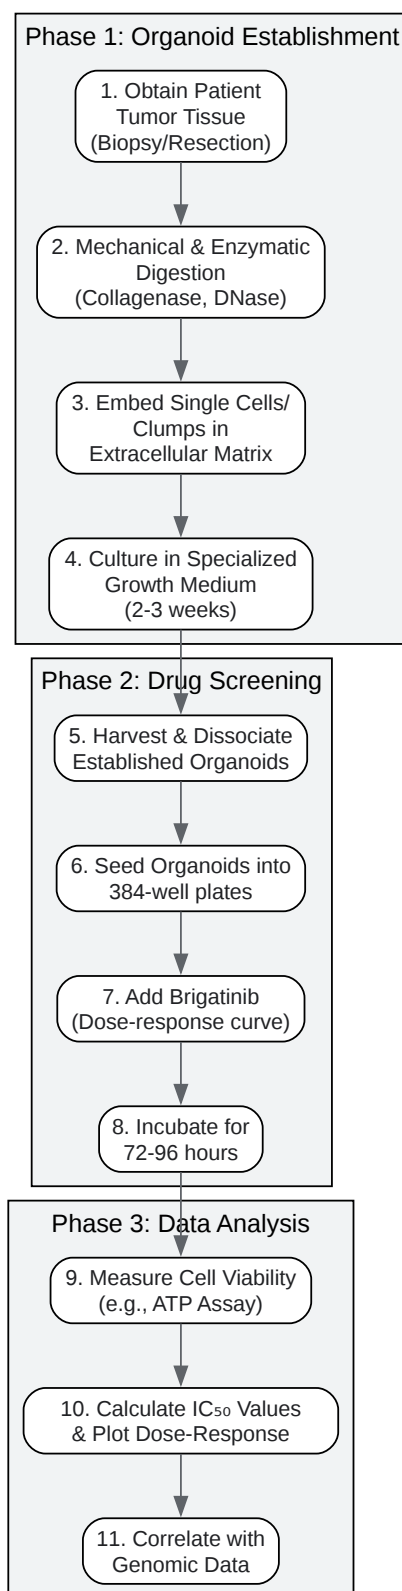 Phase 1: Organoid Establishment
1. Obtain Patient
Tumor Tissue
(Biopsy/Resection)
2. Mechanical & Enzymatic
Digestion
(Collagenase, DNase)
3. Embed Single Cells/
Clumps in
Extracellular Matrix
4. Culture in Specialized
Growth Medium
(2-3 weeks)
Phase 2: Drug Screening
5. Harvest & Dissociate
Established Organoids
6. Seed Organoids into
384-well plates
7. Add Brigatinib
(Dose-response curve)
8. Incubate for
72-96 hours
Phase 3: Data Analysis
9. Measure Cell Viability
(e.g., ATP Assay)
10. Calculate IC₅₀ Values
& Plot Dose-Response
11. Correlate with
Genomic Data